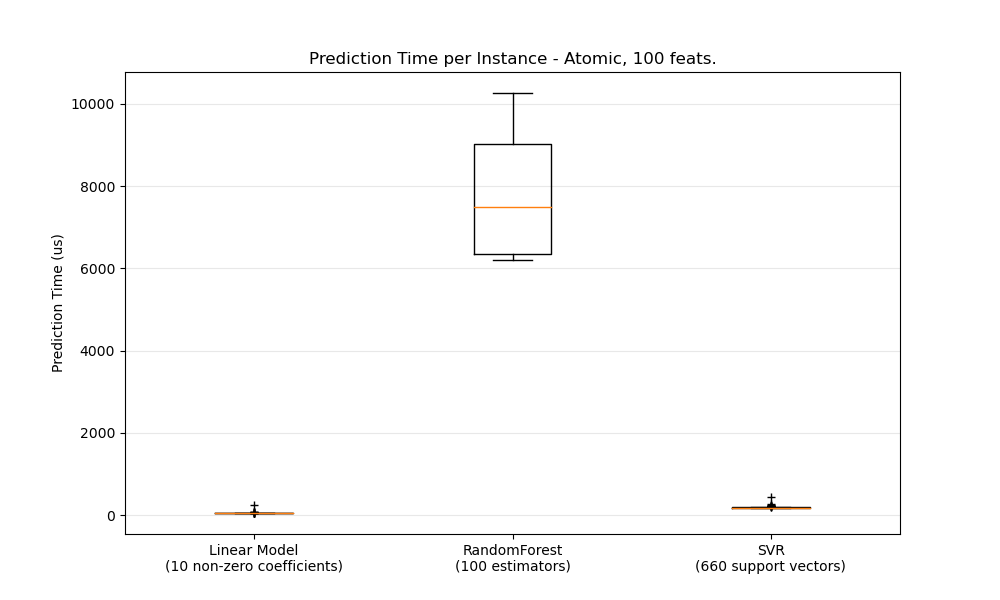 Prediction Time per Instance - Atomic, 100 feats.
10000
8000
6000
4000
2000
0
Prediction Time (us)
Linear Model
(10 non-zero coefficients)
RandomForest
(100 estimators)
SVR
(660 support vectors)